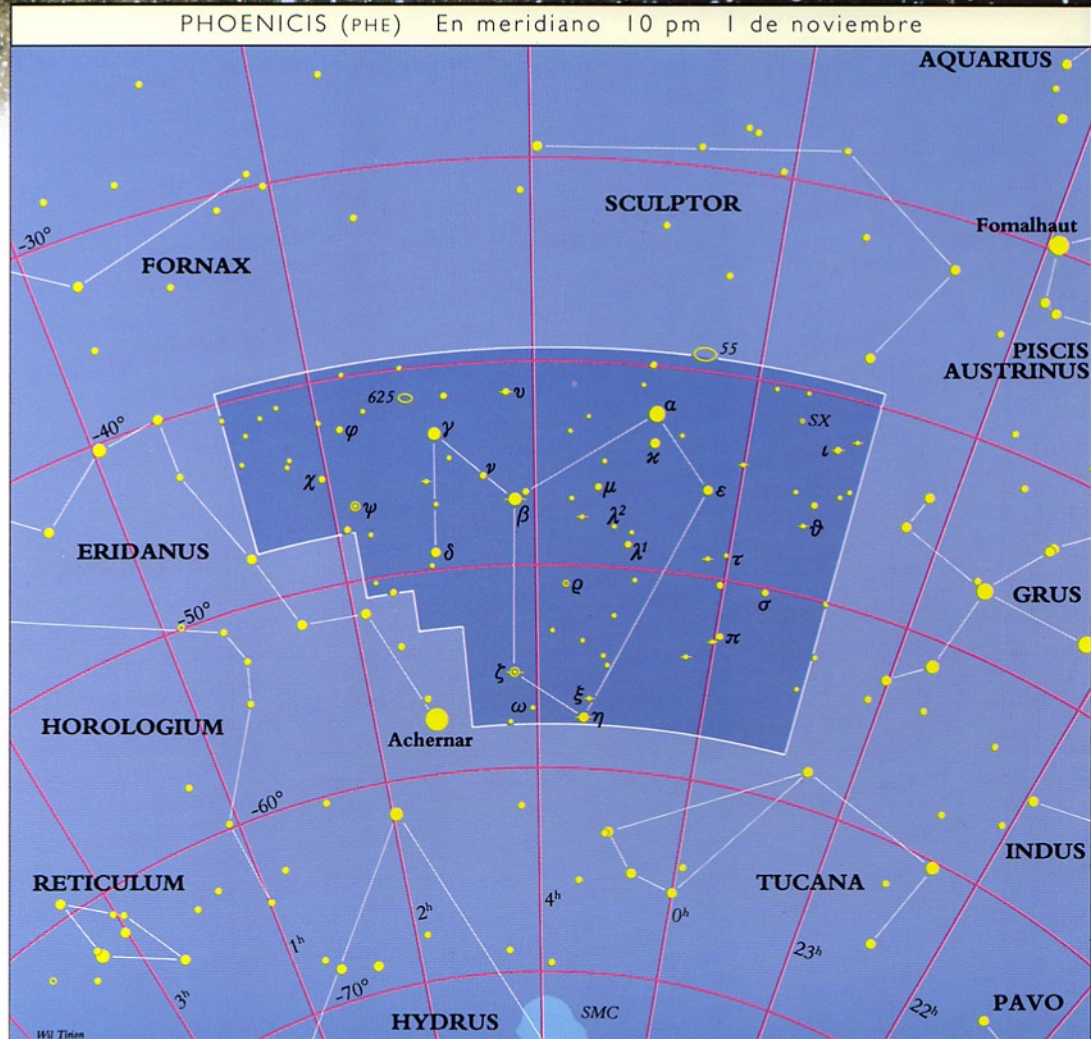 PHOENICIS (PHE) En meridiano 10 pm 1 de noviembre
AQUARIUS
SCULPTOR
Fomalhaut
-30°
FORNAX
55
PISCIS
AUSTRINUS
625
υ
α
SX
-40°
φ
γ
ϰ
ι
χ
ν
μ
ε
ψ
β
λ²
ϑ
ERIDANUS
δ
λ¹
τ
ϱ
σ
GRUS
-50°
π
ζ
ξ
ω
η
HOROLOGIUM
Achernar
-60°
INDUS
RETICULUM
TUCANA
2ʰ
4ʰ
0ʰ
1ʰ
23ʰ
3ʰ
-70°
22ʰ
PAVO
HYDRUS
SMC
Wil Tirion